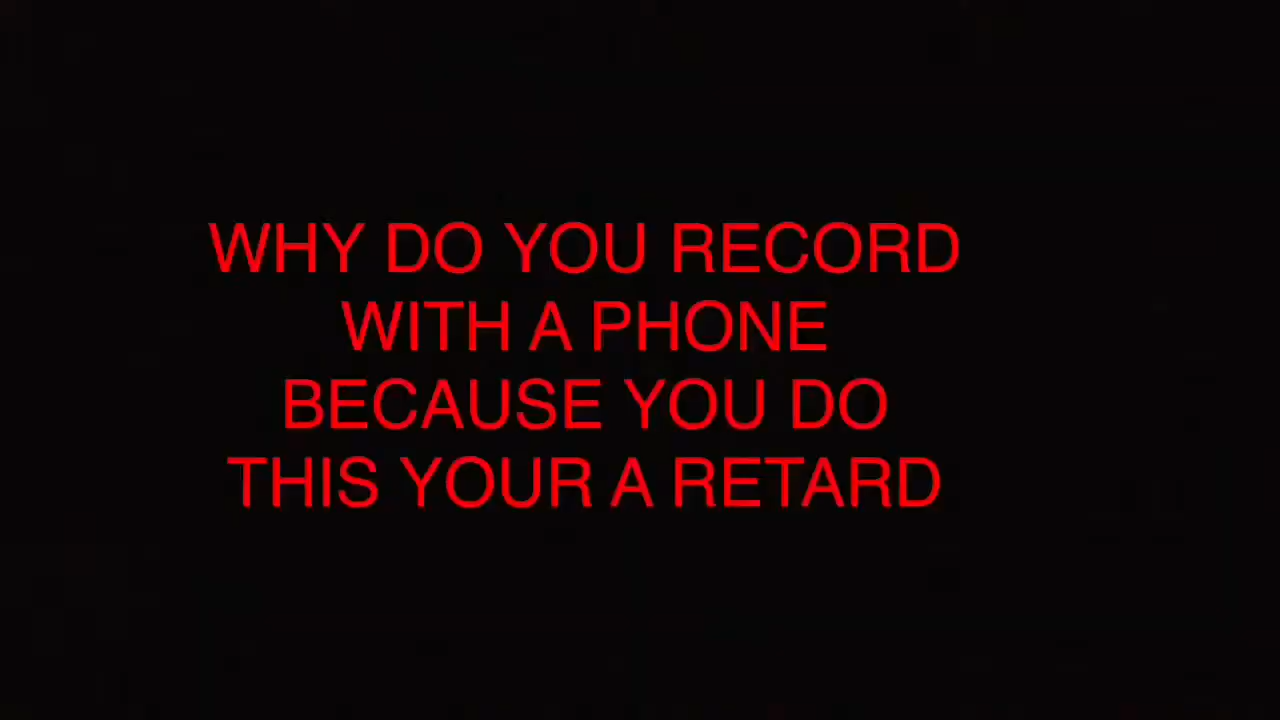 WHY DO YOU RECORD
WITH A PHONE
BECAUSE YOU DO
THIS YOUR A RETARD